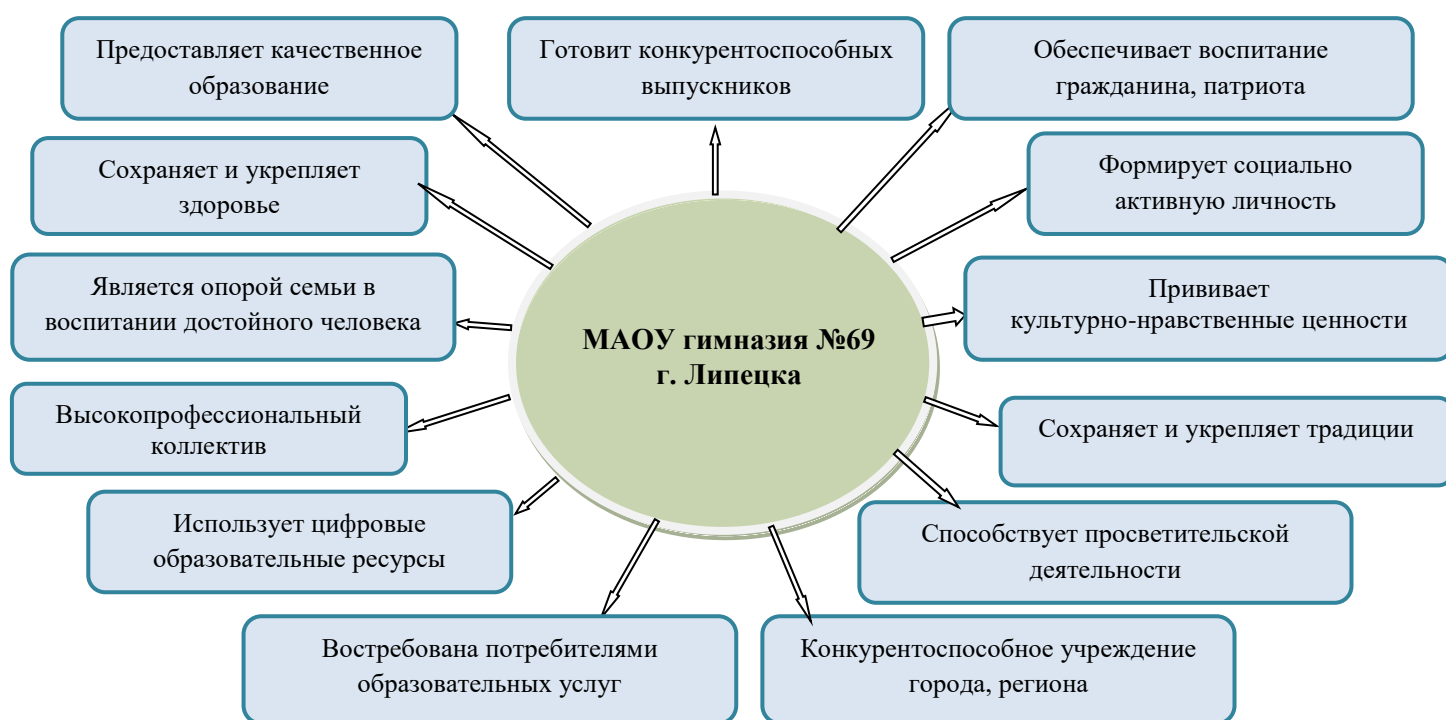 Предоставляет качественное
образование
Готовит конкурентоспособных
выпускников
Обеспечивает воспитание
гражданина, патриота
Сохраняет и укрепляет
здоровье
Формирует социально
активную личность
Является опорой семьи в
воспитании достойного человека
Прививает
культурно-нравственные ценности
МАОУ гимназия №69
г. Липецка
Высокопрофессиональный
коллектив
Сохраняет и укрепляет традиции
Использует цифровые
образовательные ресурсы
Способствует просветительской
деятельности
Востребована потребителями
образовательных услуг
Конкурентоспособное учреждение
города, региона